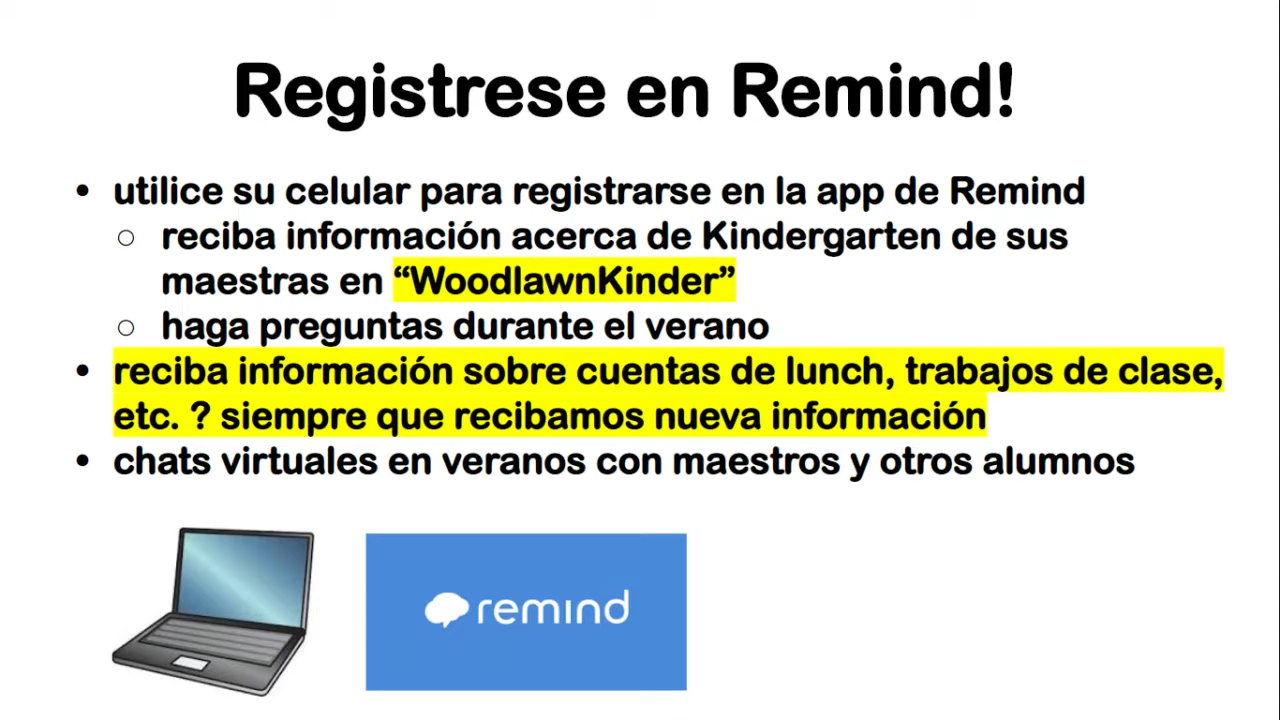 Registrese en Remind!
• utilice su celular para registrarse en la app de Remind
○ reciba información acerca de Kindergarten de sus
maestras en “WoodlawnKinder”
○ haga preguntas durante el verano
• reciba información sobre cuentas de lunch, trabajos de clase,
etc. ? siempre que recibamos nueva información
• chats virtuales en veranos con maestros y otros alumnos
remind